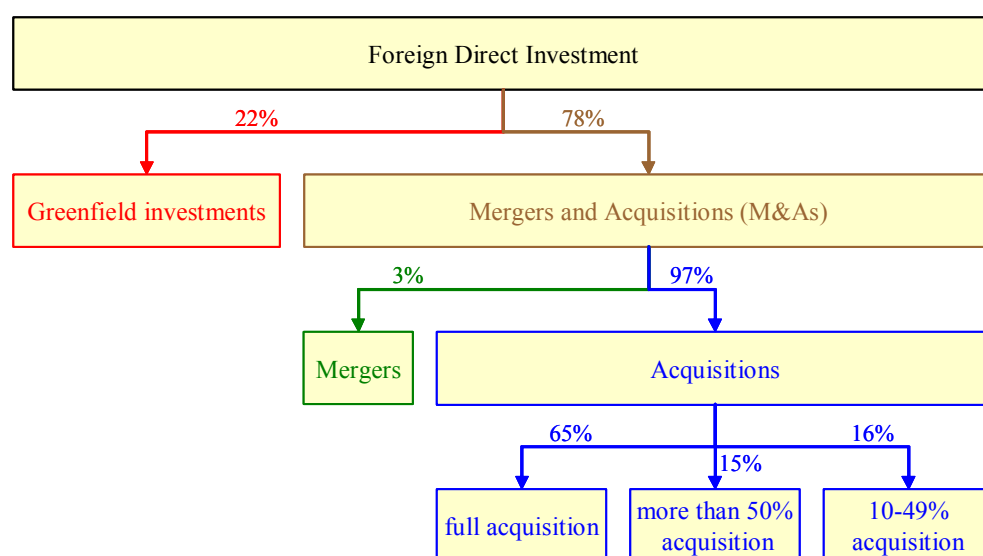 Foreign Direct Investment
22%
78%
Greenfield investments
Mergers and Acquisitions (M&As)
3%
97%
Mergers
Acquisitions
65%
15%
16%
full acquisition
more than 50%
acquisition
10-49%
acquisition